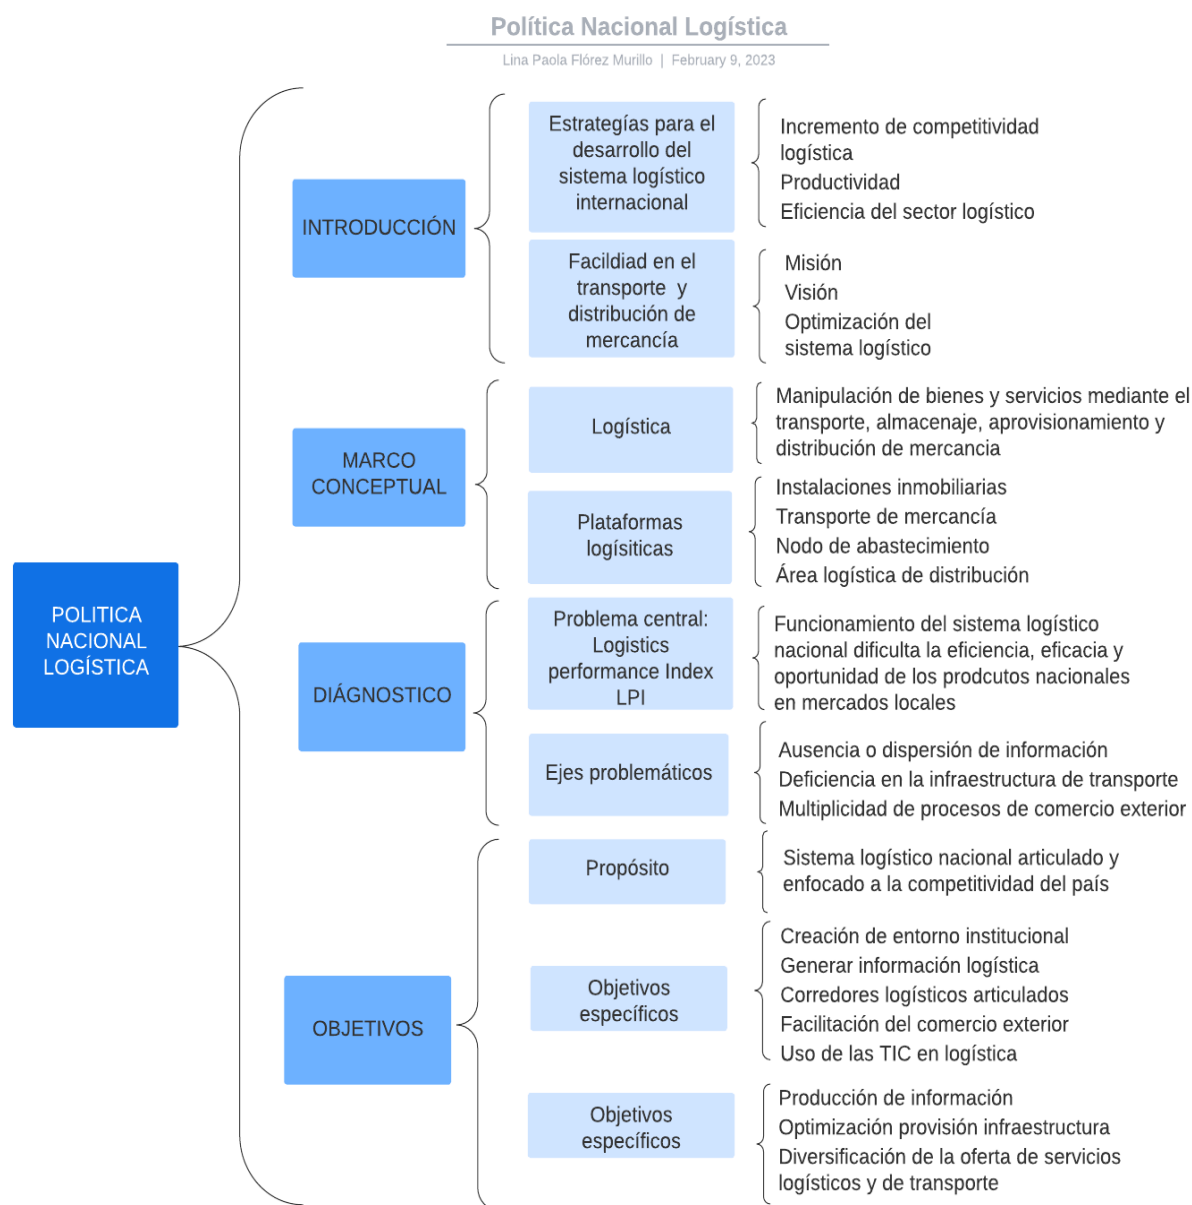 Política Nacional Logística
Lina Paola Flórez Murillo | February 9, 2023
POLITICA
NACIONAL
LOGÍSTICA
INTRODUCCIÓN
Estrategías para el
desarrollo del
sistema logístico
internacional
Incremento de competitividad
logística
Productividad
Eficiencia del sector logístico
Facildiad en el
transporte y
distribución de
mercancía
Misión
Visión
Optimización del
sistema logístico
MARCO
CONCEPTUAL
Logística
Manipulación de bienes y servicios mediante el
transporte, almacenaje, aprovisionamiento y
distribución de mercancia
Plataformas
logísiticas
Instalaciones inmobiliarias
Transporte de mercancía
Nodo de abastecimiento
Área logística de distribución
DIÁGNOSTICO
Problema central:
Logistics
performance Index
LPI
Funcionamiento del sistema logístico
nacional dificulta la eficiencia, eficacia y
oportunidad de los prodcutos nacionales
en mercados locales
Ejes problemáticos
Ausencia o dispersión de información
Deficiencia en la infraestructura de transporte
Multiplicidad de procesos de comercio exterior
OBJETIVOS
Propósito
Sistema logístico nacional articulado y
enfocado a la competitividad del país
Objetivos
específicos
Creación de entorno institucional
Generar información logística
Corredores logísticos articulados
Facilitación del comercio exterior
Uso de las TIC en logística
Objetivos
específicos
Producción de información
Optimización provisión infraestructura
Diversificación de la oferta de servicios
logísticos y de transporte